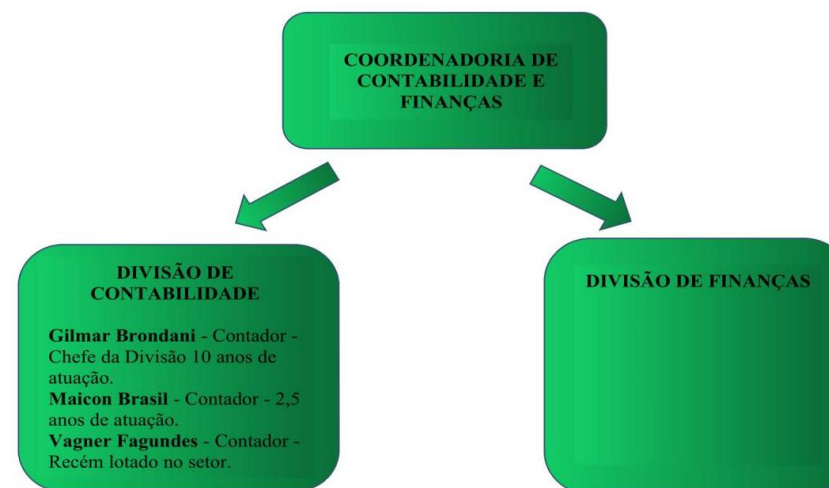 COORDENADORIA DE
CONTABILIDADE E
FINANÇAS
DIVISÃO DE
CONTABILIDADE
Gilmar Brondani - Contador -
Chefe da Divisão 10 anos de
atuação.
Maicon Brasil - Contador - 2,5
anos de atuação.
Vagner Fagundes - Contador -
Recém lotado no setor.
DIVISÃO DE FINANÇAS